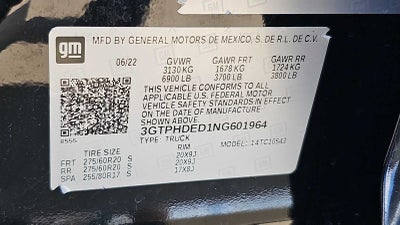 gm
MFD BY GENERAL MOTORS DE MEXICO, S. DE R.L. DE C.V.
06/22 GVWR GAWR FRT GAWR RR
3130 KG 1678 KG 1724 KG
6900 LB 3700 LB 3800 LB
THIS VEHICLE CONFORMS TO ALL
APPLICABLE U.S. FEDERAL MOTOR
VEHICLE SAFETY STANDARDS IN EFFECT
ON THE DATE OF MANUFACTURE
SHOWN ABOVE.
3GTPHDED1NG601964
TYPE: TRUCK MODEL: 14TC10543
TIRE SIZE RIM
FRT 275/60R20 S 20X9J
RR 275/60R20 S 20X9J
SPA 255/80R17 S 17X8J